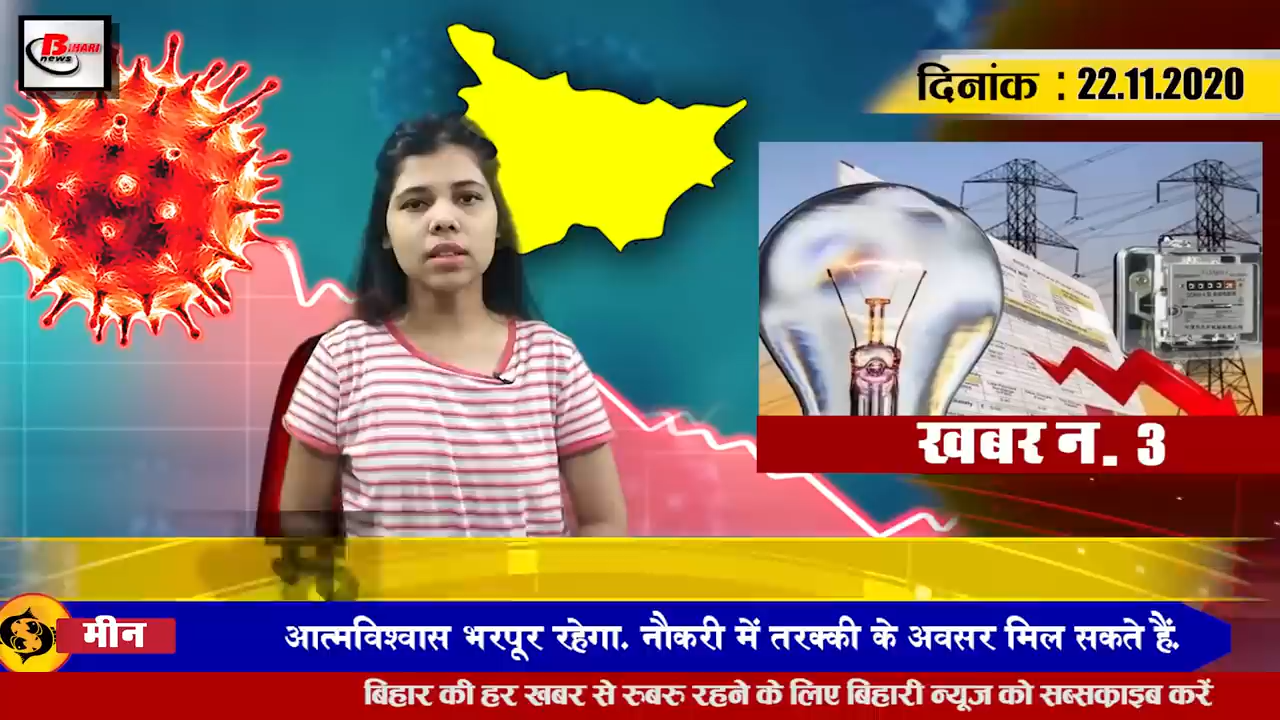 BIHARI
news
दिनांक : 22.11.2020
खबर न. 3
मीन
आत्मविश्वास भरपूर रहेगा. नौकरी में तरक्की के अवसर मिल सकते हैं.
बिहार की हर खबर से रुबरु रहने के लिए बिहारी न्यूज को सब्सक्राइब करें